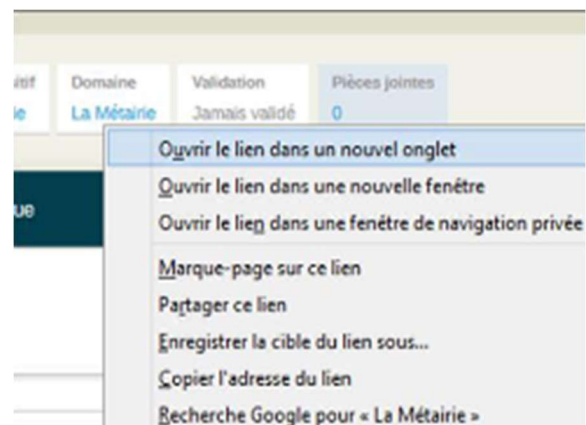 itif Domaine Validation Pièces jointes
ie La Métairie Jamais validé 0
Ouvrir le lien dans un nouvel onglet
ue Ouvrir le lien dans une nouvelle fenêtre
Ouvrir le lien dans une fenêtre de navigation privée
Marque-page sur ce lien
Partager ce lien
Enregistrer la cible du lien sous...
Copier l'adresse du lien
Recherche Google pour « La Métairie »